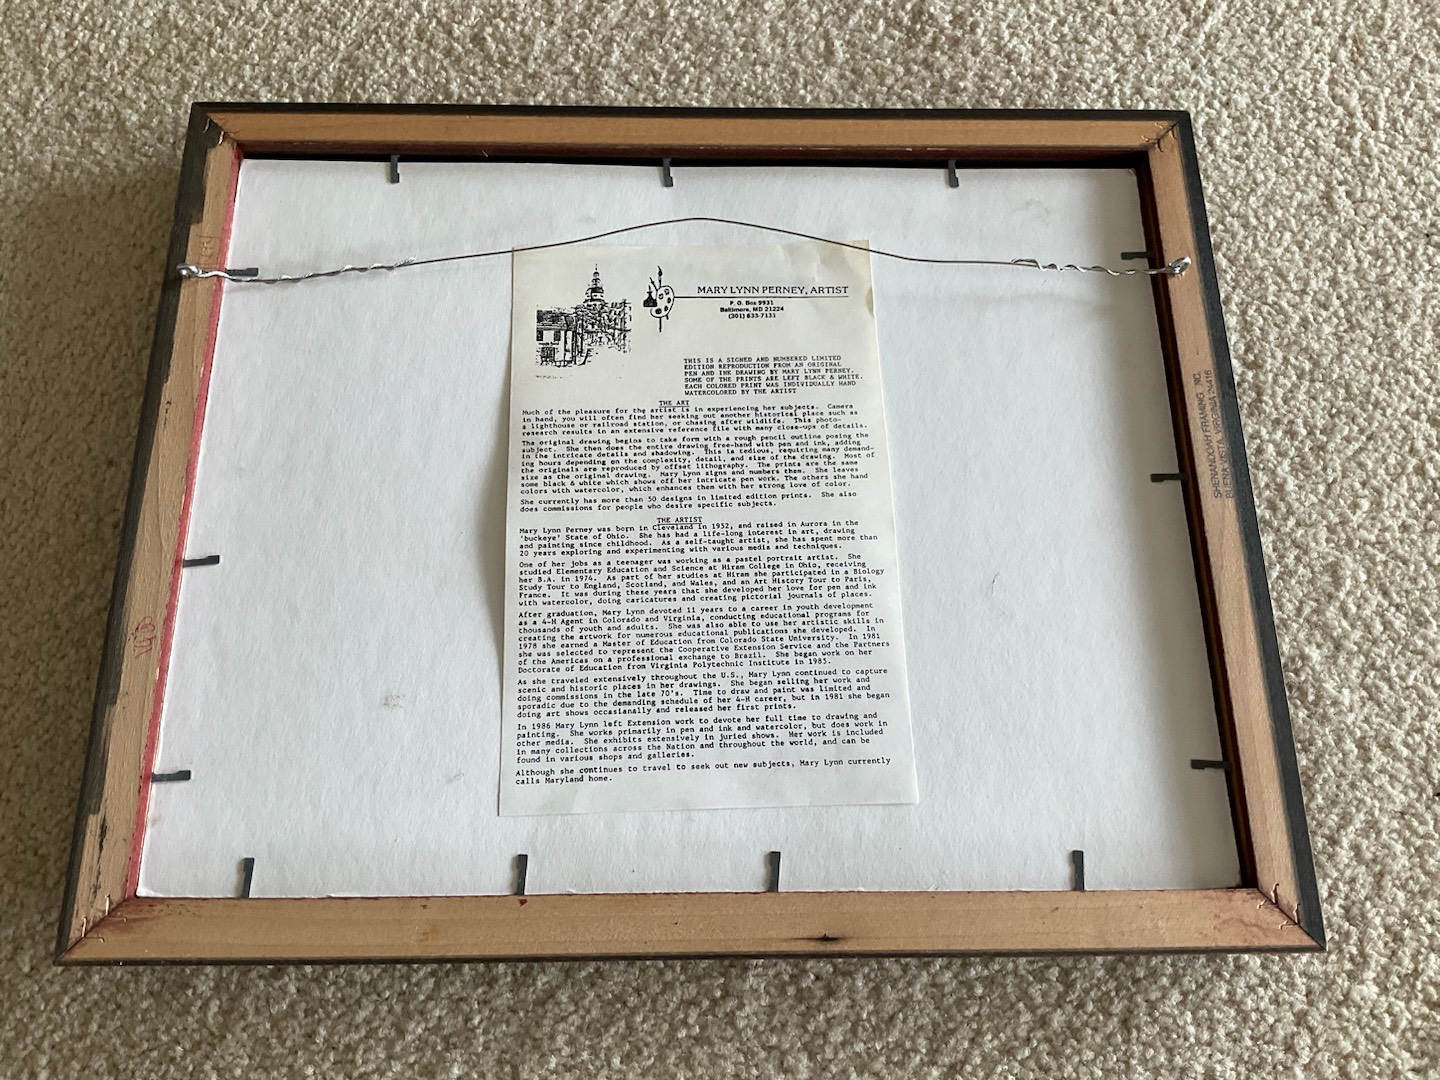 MARY LYNN PERNEY, ARTIST
P. O. Box 9931
Baltimore, MD 21224
(301) 633-7131
THIS IS A SIGNED AND NUMBERED LIMITED
EDITION REPRODUCTION FROM AN ORIGINAL
PEN AND INK DRAWING BY MARY LYNN PERNEY.
SOME OF THE PRINTS ARE LEFT BLACK & WHITE.
EACH COLORED PRINT WAS INDIVIDUALLY HAND
WATERCOLORED BY THE ARTIST
THE ART
Much of the pleasure for the artist is in experiencing her subjects. Camera
in hand, you will often find her seeking out another historical place such as
a lighthouse or railroad station, or chasing after wildlife. This photo-
research results in an extensive reference file with many close-ups of details.
The original drawing begins to take form with a rough pencil outline posing the
subject. She then does the entire drawing free-hand with pen and ink, adding
in the intricate details and shadowing. This is tedious, requiring many demand-
ing hours depending on the complexity, detail, and size of the drawing. Most of
the originals are reproduced by offset lithography. The prints are the same
size as the original drawing. Mary Lynn signs and numbers them. She leaves
some black & white which shows off her intricate pen work. The others she hand
colors with watercolor, which enhances them with her strong love of color.
She currently has more than 50 designs in limited edition prints. She also
does commissions for people who desire specific subjects.
THE ARTIST
Mary Lynn Perney was born in Cleveland in 1952, and raised in Aurora in the
'buckeye' State of Ohio. She has had a life-long interest in art, drawing
and painting since childhood. As a self-taught artist, she has spent more than
20 years exploring and experimenting with various media and techniques.
One of her jobs as a teenager was working as a pastel portrait artist. She
studied Elementary Education and Science at Hiram College in Ohio, receiving
her B.A. in 1974. As part of her studies at Hiram she participated in a Biology
Study Tour to England, Scotland, and Wales, and an Art History Tour to Paris,
France. It was during these years that she developed her love for pen and ink
with watercolor, doing caricatures and creating pictorial journals of places.
After graduation, Mary Lynn devoted 11 years to a career in youth development
as a 4-H Agent in Colorado and Virginia, conducting educational programs for
thousands of youth and adults. She was also able to use her artistic skills in
creating the artwork for numerous educational publications she developed. In
1978 she earned a Master of Education from Colorado State University. In 1981
she was selected to represent the Cooperative Extension Service and the Partners
of the Americas on a professional exchange to Brazil. She began work on her
Doctorate of Education from Virginia Polytechnic Institute in 1985.
As she traveled extensively throughout the U.S., Mary Lynn continued to capture
scenic and historic places in her drawings. She began selling her work and
doing commissions in the late 70's. Time to draw and paint was limited and
sporadic due to the demanding schedule of her 4-H career, but in 1981 she began
doing art shows occasianally and released her first prints.
In 1986 Mary Lynn left Extension work to devote her full time to drawing and
painting. She works primarily in pen and ink and watercolor, but does work in
other media. She exhibits extensively in juried shows. Her work is included
in many collections across the Nation and throughout the world, and can be
found in various shops and galleries.
Although she continues to travel to seek out new subjects, Mary Lynn currently
calls Maryland home.
SHENANDOAH FRAMING, INC.
BUENA VISTA, VIRGINIA 24416